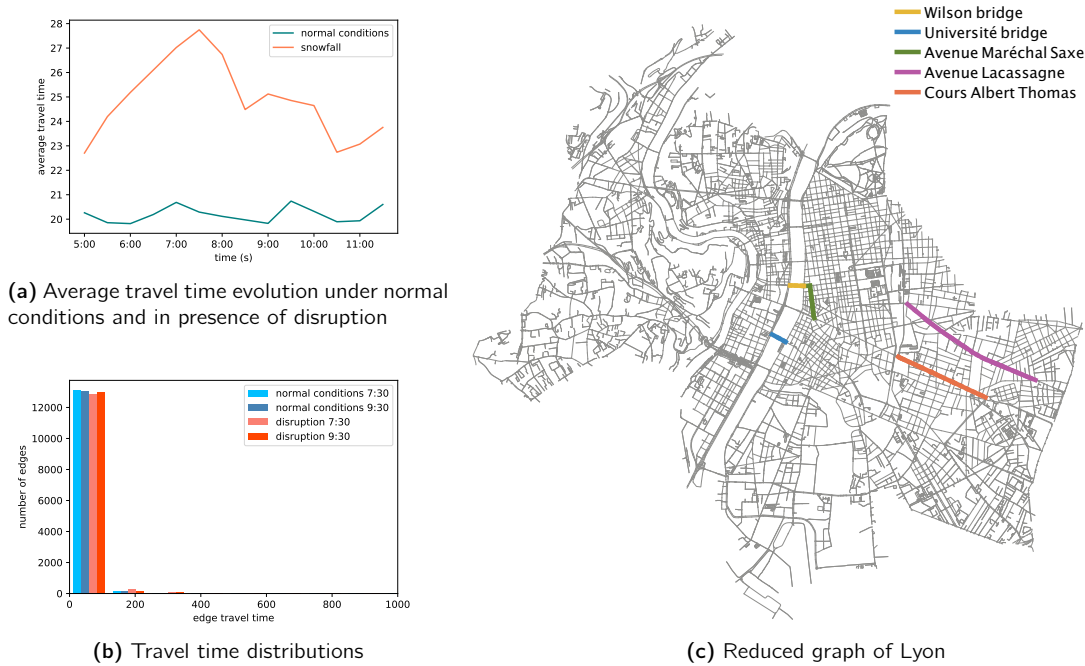 28
27
26
25
24
23
22
21
20
average travel time
normal conditions
snowfall
5:00 6:00 7:00 8:00 9:00 10:00 11:00
time (s)
(a) Average travel time evolution under normal
conditions and in presence of disruption
12000
10000
8000
6000
4000
2000
0
number of edges
normal conditions 7:30
normal conditions 9:30
disruption 7:30
disruption 9:30
0 200 400 600 800 1000
edge travel time
(b) Travel time distributions
Wilson bridge
Université bridge
Avenue Maréchal Saxe
Avenue Lacassagne
Cours Albert Thomas
(c) Reduced graph of Lyon